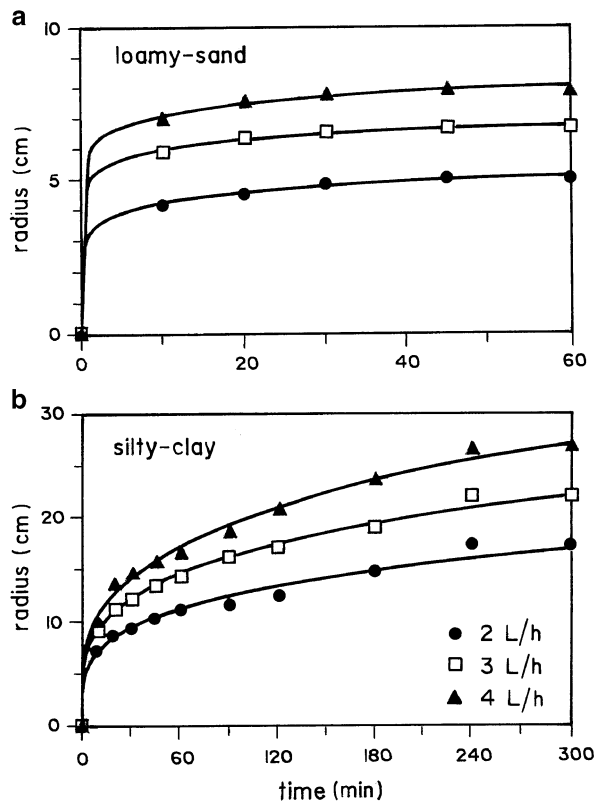 a
10
loamy-sand
radius (cm)
5
0
0 20 40 60
b
30
silty-clay
20
radius (cm)
10
2 L/h
3 L/h
4 L/h
0
0 60 120 180 240 300
time (min)